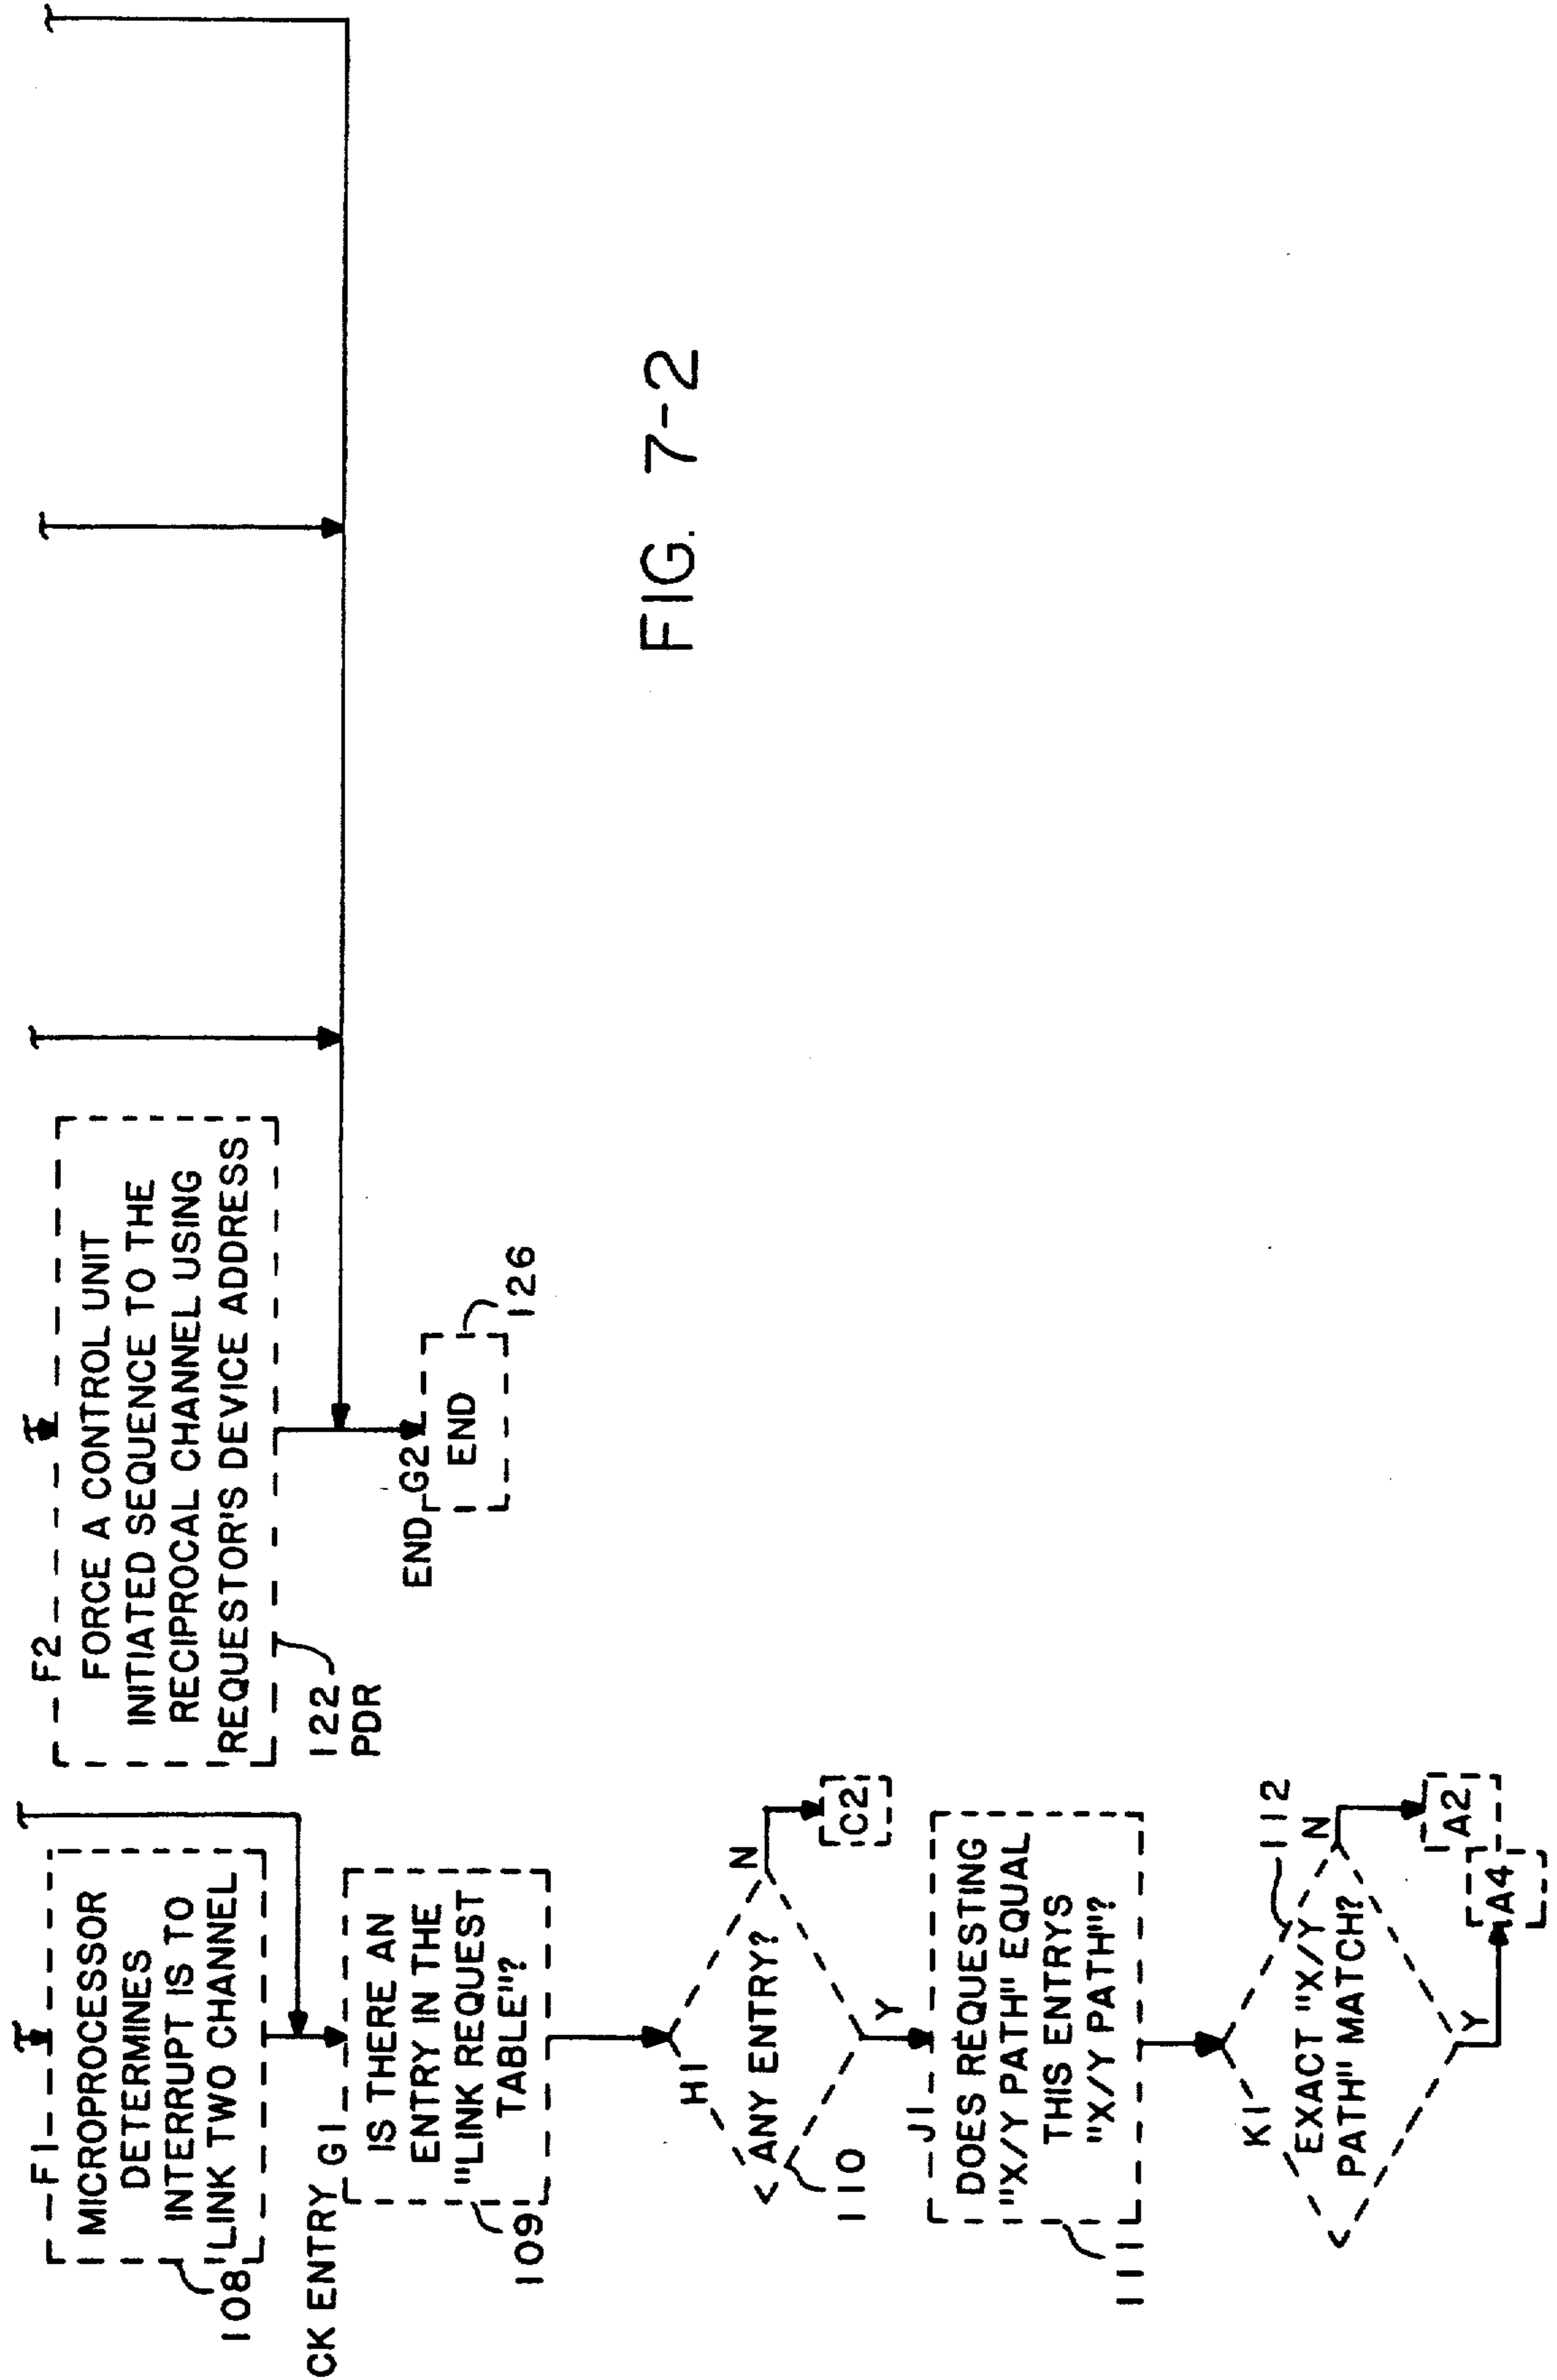 F1
MICROPROCESSOR
DETERMINES
INTERRUPT IS TO
LINK TWO CHANNEL
108
CK ENTRY G1
IS THERE AN
ENTRY IN THE
"LINK REQUEST
TABLE"?
109
H1
ANY ENTRY?
N
110
Y
C2
J1
DOES REQUESTING
"X/Y PATH" EQUAL
THIS ENTRYS
"X/Y PATH"?
111
K1
112
EXACT "X/Y
PATH" MATCH?
N
Y
A2
A4
F2
FORCE A CONTROL UNIT
INITIATED SEQUENCE TO THE
RECIPROCAL CHANNEL USING
REQUESTOR'S DEVICE ADDRESS
122
PDR
END G2
END
126
FIG. 7-2